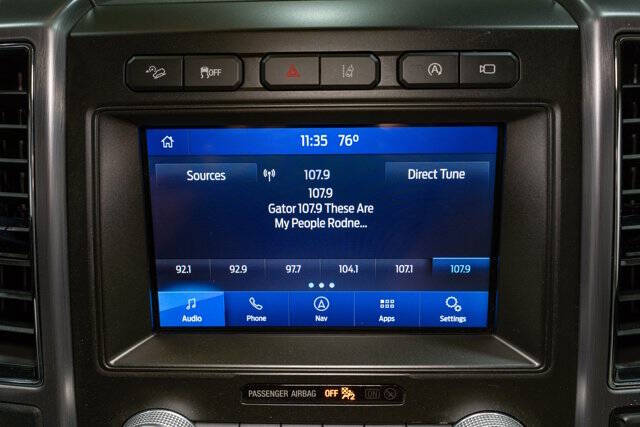 OFF
11:35 76°
Sources 107.9 Direct Tune
107.9
Gator 107.9 These Are
My People Rodne...
92.1 92.9 97.7 104.1 107.1 107.9
Audio Phone Nav Apps Settings
PASSENGER AIRBAG OFF 2 ON